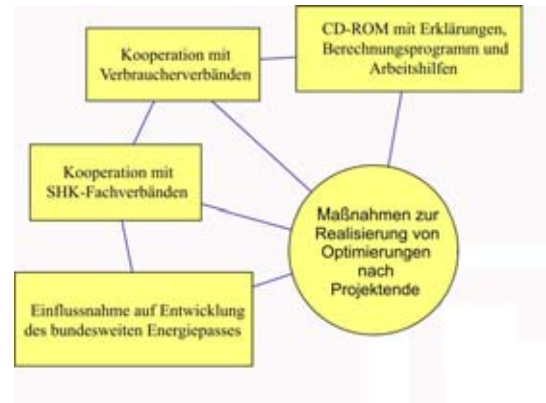 CD-ROM mit Erklärungen,
Berechnungsprogramm und
Arbeitshilfen
Kooperation mit
Verbraucherverbänden
Kooperation mit
SHK-Fachverbänden
Maßnahmen zur
Realisierung von
Optimierungen
nach
Projektende
Einflussnahme auf Entwicklung
des bundesweiten Energiepasses